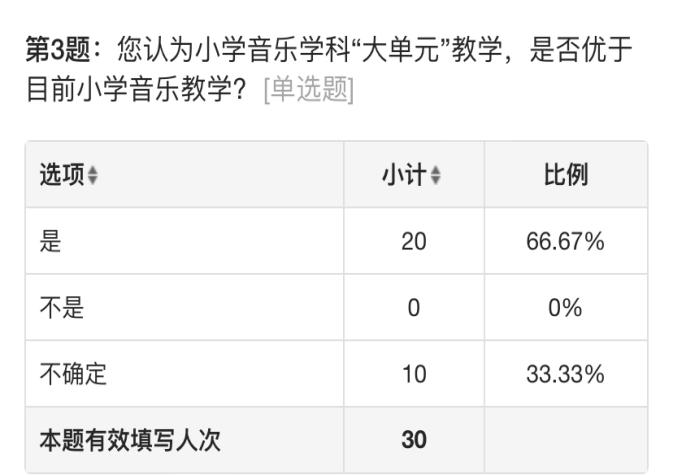 第3题：您认为小学音乐学科“大单元”教学，是否优于
目前小学音乐教学？ [单选题]
选项 小计 比例
是 20 66.67%
不是 0 0%
不确定 10 33.33%
本题有效填写人次 30